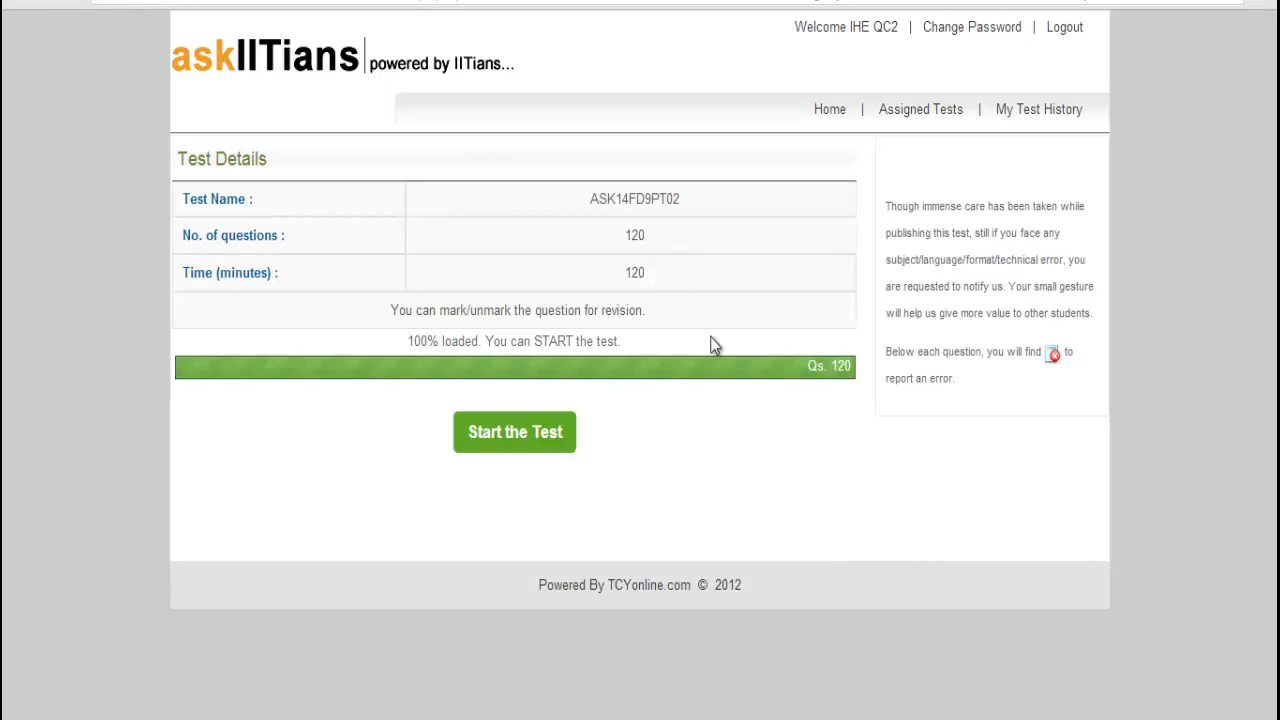 Welcome IHE QC2 | Change Password | Logout
askIITians powered by IITians...
Home | Assigned Tests | My Test History
Test Details
Test Name : ASK14FD9PT02
No. of questions : 120
Time (minutes) : 120
You can mark/unmark the question for revision.
100% loaded. You can START the test.
Qs. 120
Start the Test
Though immense care has been taken while
publishing this test, still if you face any
subject/language/format/technical error, you
are requested to notify us. Your small gesture
will help us give more value to other students.
Below each question, you will find to
report an error.
Powered By TCYonline.com © 2012